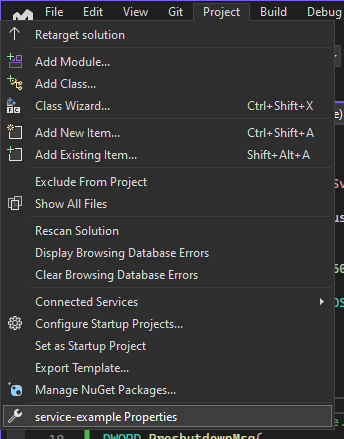 File Edit View Git Project Build Debug
Retarget solution
Add Module...
Add Class...
Class Wizard... Ctrl+Shift+X
Add New Item... Ctrl+Shift+A
Add Existing Item... Shift+Alt+A
Exclude From Project
Show All Files
Rescan Solution
Display Browsing Database Errors
Clear Browsing Database Errors
Connected Services
Configure Startup Projects...
Set as Startup Project
Export Template...
Manage NuGet Packages...
service-example Properties
DWORD PreshutdownMsg(